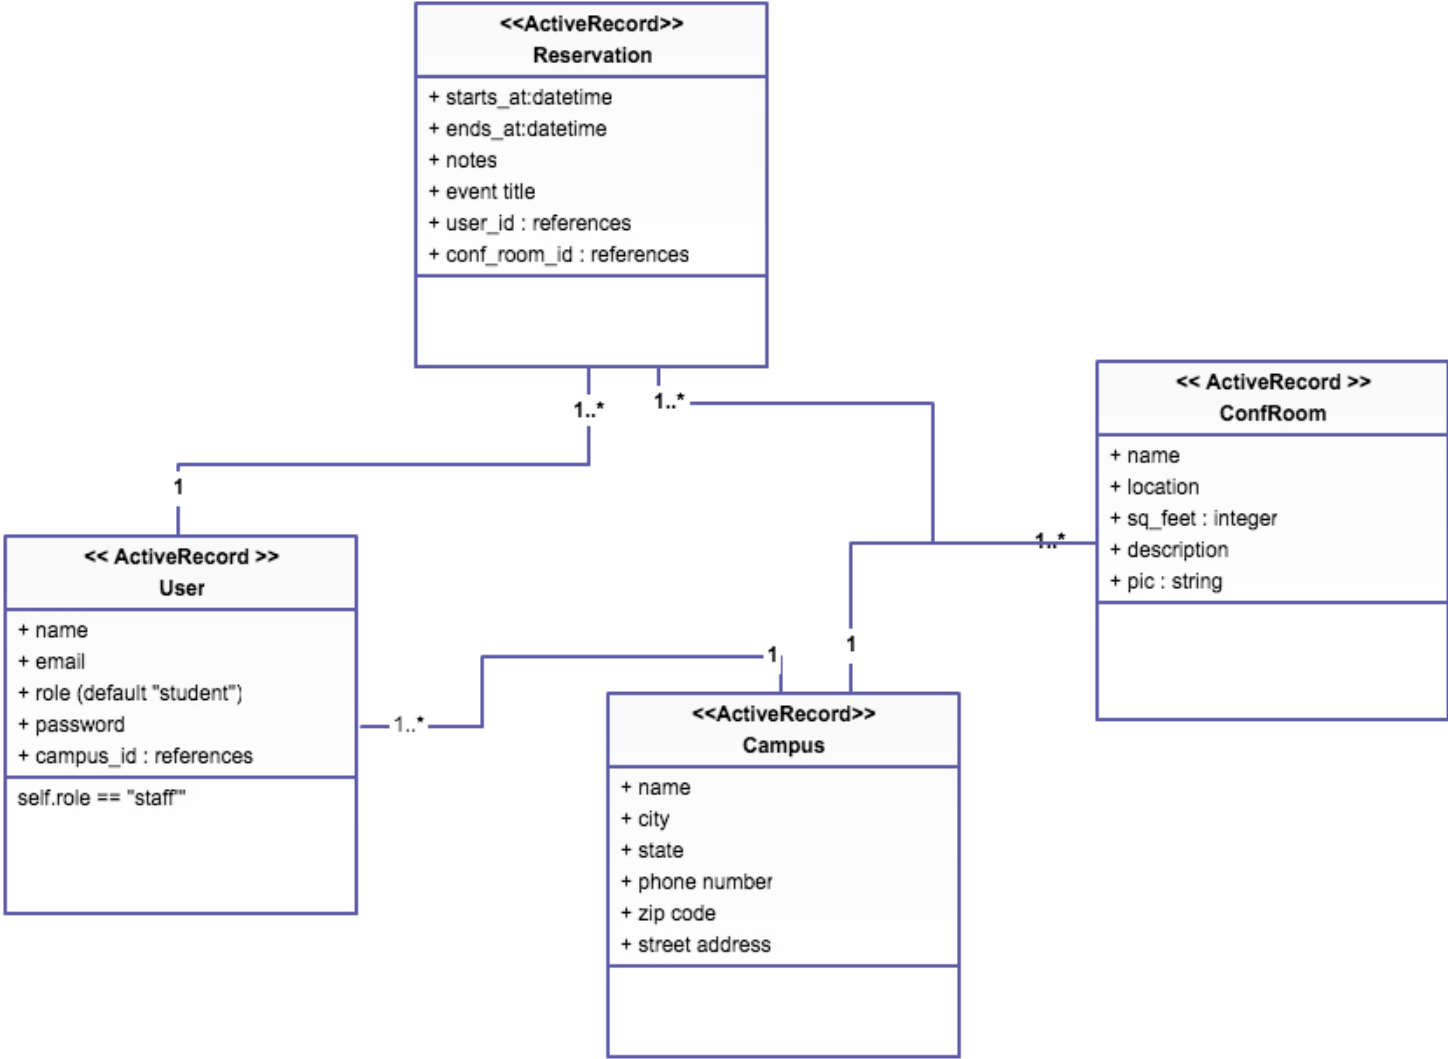 <<ActiveRecord>>
Reservation
+ starts_at:datetime
+ ends_at:datetime
+ notes
+ event title
+ user_id : references
+ conf_room_id : references
1..*
1..*
1
<< ActiveRecord >>
ConfRoom
+ name
+ location
+ sq_feet : integer
+ description
+ pic : string
1..*
<< ActiveRecord >>
User
+ name
+ email
+ role (default "student")
+ password
+ campus_id : references
self.role == "staff""
1..*
1
1
<<ActiveRecord>>
Campus
+ name
+ city
+ state
+ phone number
+ zip code
+ street address